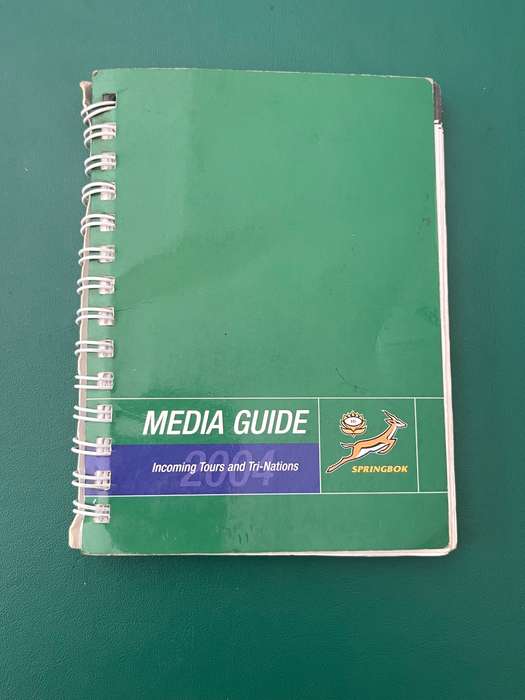 MEDIA GUIDE
2004
Incoming Tours and Tri-Nations
SPRINGBOK